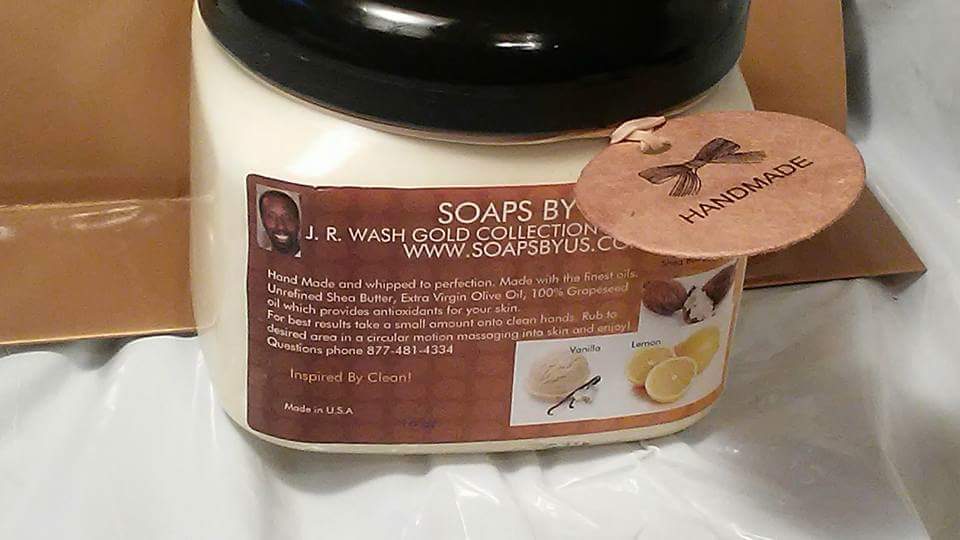 SOAPS BY
J. R. WASH GOLD COLLECTION
WWW.SOAPSBYUS.CO
Hand Made and whipped to perfection. Made with the finest oils.
Unrefined Shea Butter, Extra Virgin Olive Oil, 100% Grapeseed
oil which provides antioxidants for your skin.
For best results take a small amount onto clean hands. Rub to
desired area in a circular motion massaging into skin and enjoy!
Questions phone 877-481-4334
Inspired By Clean!
Made in U.S.A
Vanilla
Lemon
HANDMADE